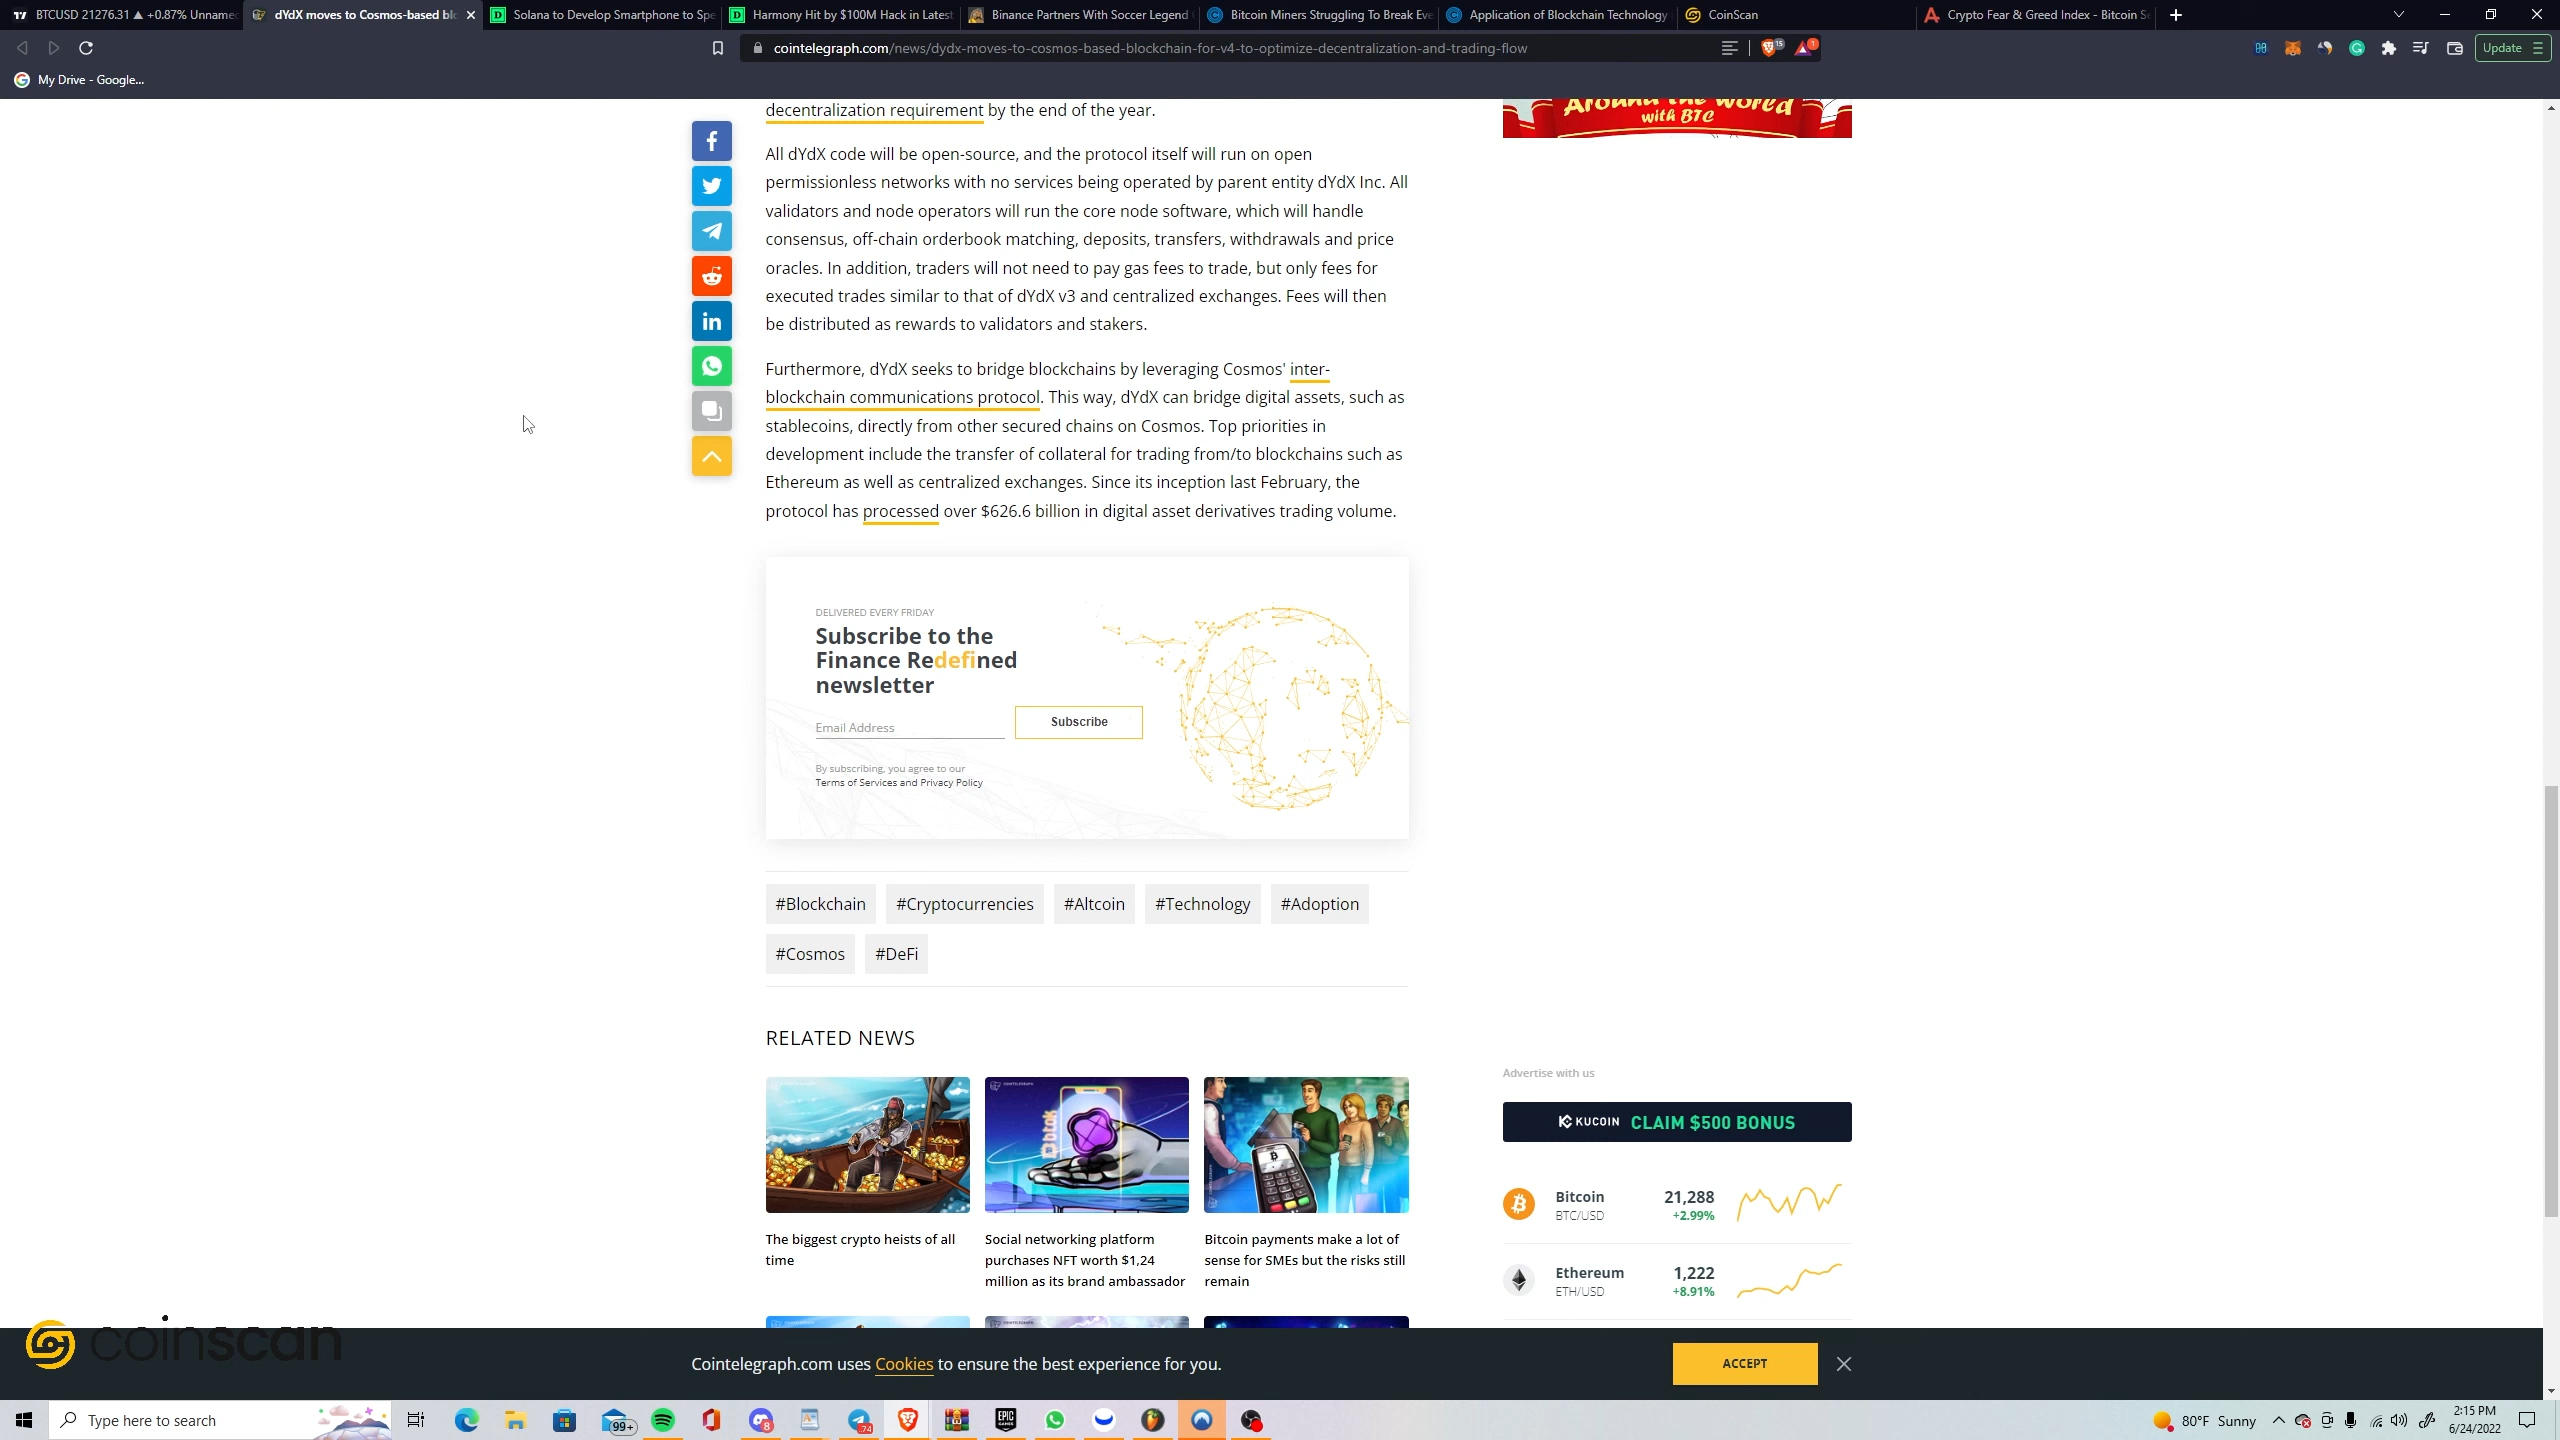 BTCUSD 21276.31 ▲ +0.87% Unname
dYdX moves to Cosmos-based bl
Solana to Develop Smartphone to Spe
Harmony Hit by $100M Hack in Latest
Binance Partners With Soccer Legend
Bitcoin Miners Struggling To Break Eve
Application of Blockchain Technology
CoinScan
Crypto Fear & Greed Index - Bitcoin Se
cointelegraph.com/news/dydx-moves-to-cosmos-based-blockchain-for-v4-to-optimize-decentralization-and-trading-flow
15
1
Update
My Drive - Google...
decentralization requirement by the end of the year.
Around the World
with BTC
All dYdX code will be open-source, and the protocol itself will run on open
permissionless networks with no services being operated by parent entity dYdX Inc. All
validators and node operators will run the core node software, which will handle
consensus, off-chain orderbook matching, deposits, transfers, withdrawals and price
oracles. In addition, traders will not need to pay gas fees to trade, but only fees for
executed trades similar to that of dYdX v3 and centralized exchanges. Fees will then
be distributed as rewards to validators and stakers.
Furthermore, dYdX seeks to bridge blockchains by leveraging Cosmos' inter-
blockchain communications protocol. This way, dYdX can bridge digital assets, such as
stablecoins, directly from other secured chains on Cosmos. Top priorities in
development include the transfer of collateral for trading from/to blockchains such as
Ethereum as well as centralized exchanges. Since its inception last February, the
protocol has processed over $626.6 billion in digital asset derivatives trading volume.
DELIVERED EVERY FRIDAY
Subscribe to the
Finance Redefined
newsletter
Email Address
Subscribe
By subscribing, you agree to our
Terms of Services and Privacy Policy
#Blockchain
#Cryptocurrencies
#Altcoin
#Technology
#Adoption
#Cosmos
#DeFi
RELATED NEWS
The biggest crypto heists of all
time
Social networking platform
purchases NFT worth $1,24
million as its brand ambassador
Bitcoin payments make a lot of
sense for SMEs but the risks still
remain
Advertise with us
KUCOIN CLAIM $500 BONUS
Bitcoin 21,288
BTC/USD +2.99%
Ethereum 1,222
ETH/USD +8.91%
coinscan
Cointelegraph.com uses Cookies to ensure the best experience for you.
ACCEPT
Type here to search
99+
8
74
EPIC
GAMES
80°F Sunny
2:15 PM
6/24/2022